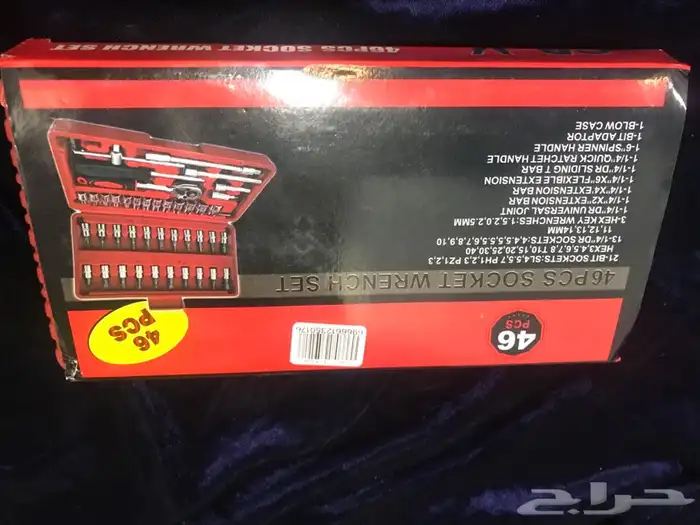 46PCS SOCKET WRENCH SET
46
PCS
46PCS SOCKET WRENCH SET
21-BIT SOCKETS:SL4,5.5,7 PH1,2,3 PZ1,2,3
HEX3,4,5,6,7,8 T10,15,20,25,30,40
13-1/4"DR SOCKETS:4,4.5,5,5.5,6,7,8,9,10
11,12,13,14MM
3-HEX KEY WRENCHES:1.5,2.0,2.5MM
1-1/4"DR UNIVERSAL JOINT
1-1/4"X2"EXTENSION BAR
1-1/4"X4"EXTENSION BAR
1-1/4"X6"FLEXIBLE EXTENSION
1-1/4"DR SLIDING T BAR
1-1/4"QUICK RATCHET HANDLE
1-6"SPINNER HANDLE
1-BIT ADAPTOR
1-BLOW CASE
46
PCS
حراج